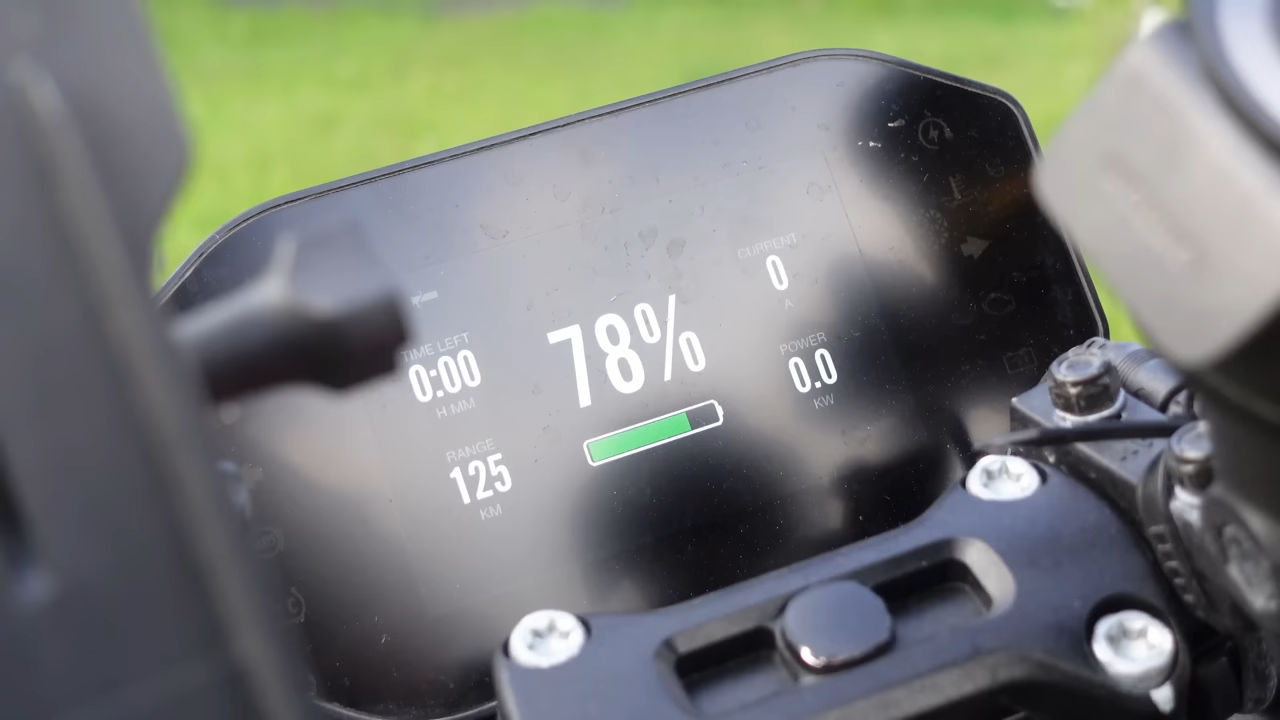 TIME LEFT
0:00
H MM
RANGE
125
KM
78%
CURRENT
0
A
POWER
0.0
KW